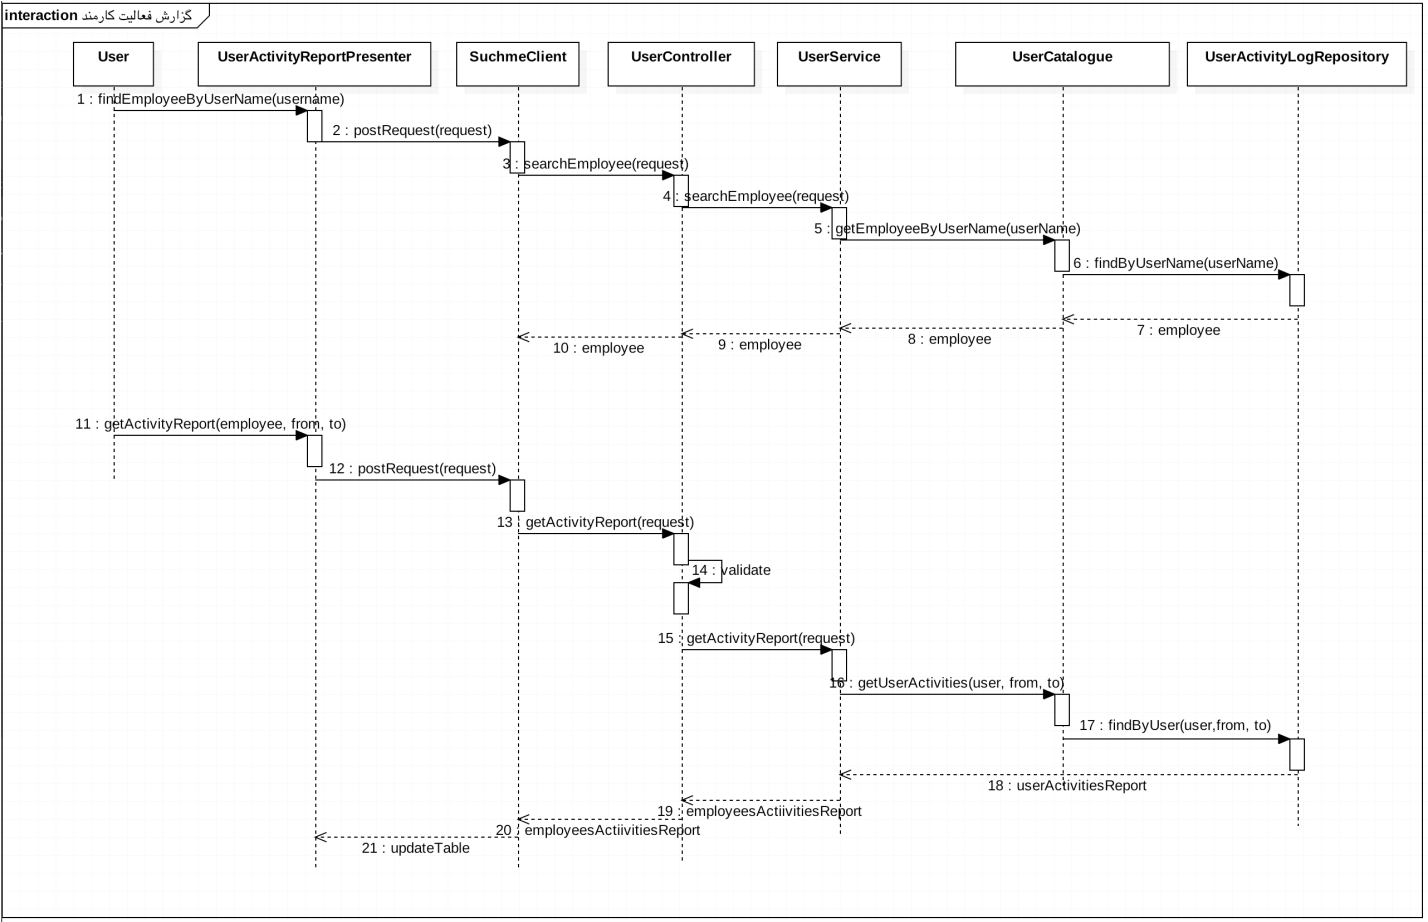 interaction گزارش فعالیت کارمند
User
UserActivityReportPresenter
SuchmeClient
UserController
UserService
UserCatalogue
UserActivityLogRepository
1 : findEmployeeByUserName(username)
2 : postRequest(request)
3 : searchEmployee(request)
4 : searchEmployee(request)
5 : getEmployeeByUserName(userName)
6 : findByUserName(userName)
7 : employee
8 : employee
9 : employee
10 : employee
11 : getActivityReport(employee, from, to)
12 : postRequest(request)
13 : getActivityReport(request)
14 : validate
15 : getActivityReport(request)
16 : getUserActivities(user, from, to)
17 : findByUser(user,from, to)
18 : userActivitiesReport
19 : employeesActiivitiesReport
20 : employeesActiivitiesReport
21 : updateTable